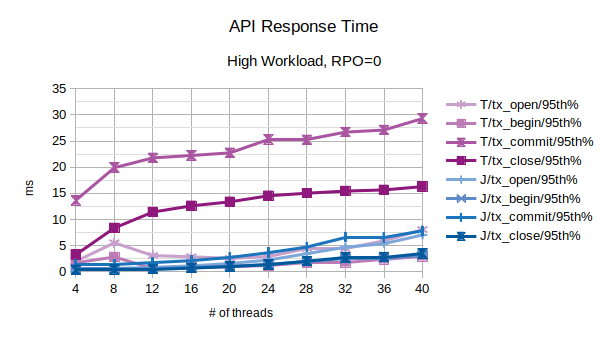 API Response Time
High Workload, RPO=0
35
30
25
20
15
10
5
0
ms
4 8 12 16 20 24 28 32 36 40
# of threads
T/tx_open/95th%
T/tx_begin/95th%
T/tx_commit/95th%
T/tx_close/95th%
J/tx_open/95th%
J/tx_begin/95th%
J/tx_commit/95th%
J/tx_close/95th%